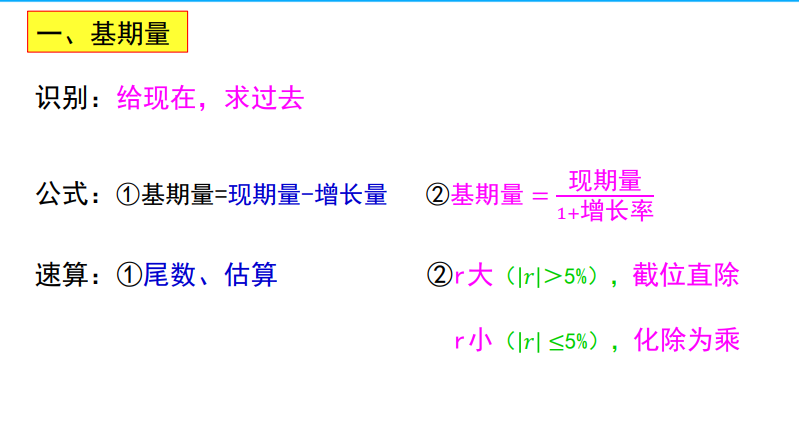 一、基期量
识别：给现在，求过去
公式：①基期量=现期量-增长量 ②基期量=现期量/1+增长率
速算：①尾数、估算 ②r大（|r|>5%），截位直除
r小（|r|≤5%），化除为乘